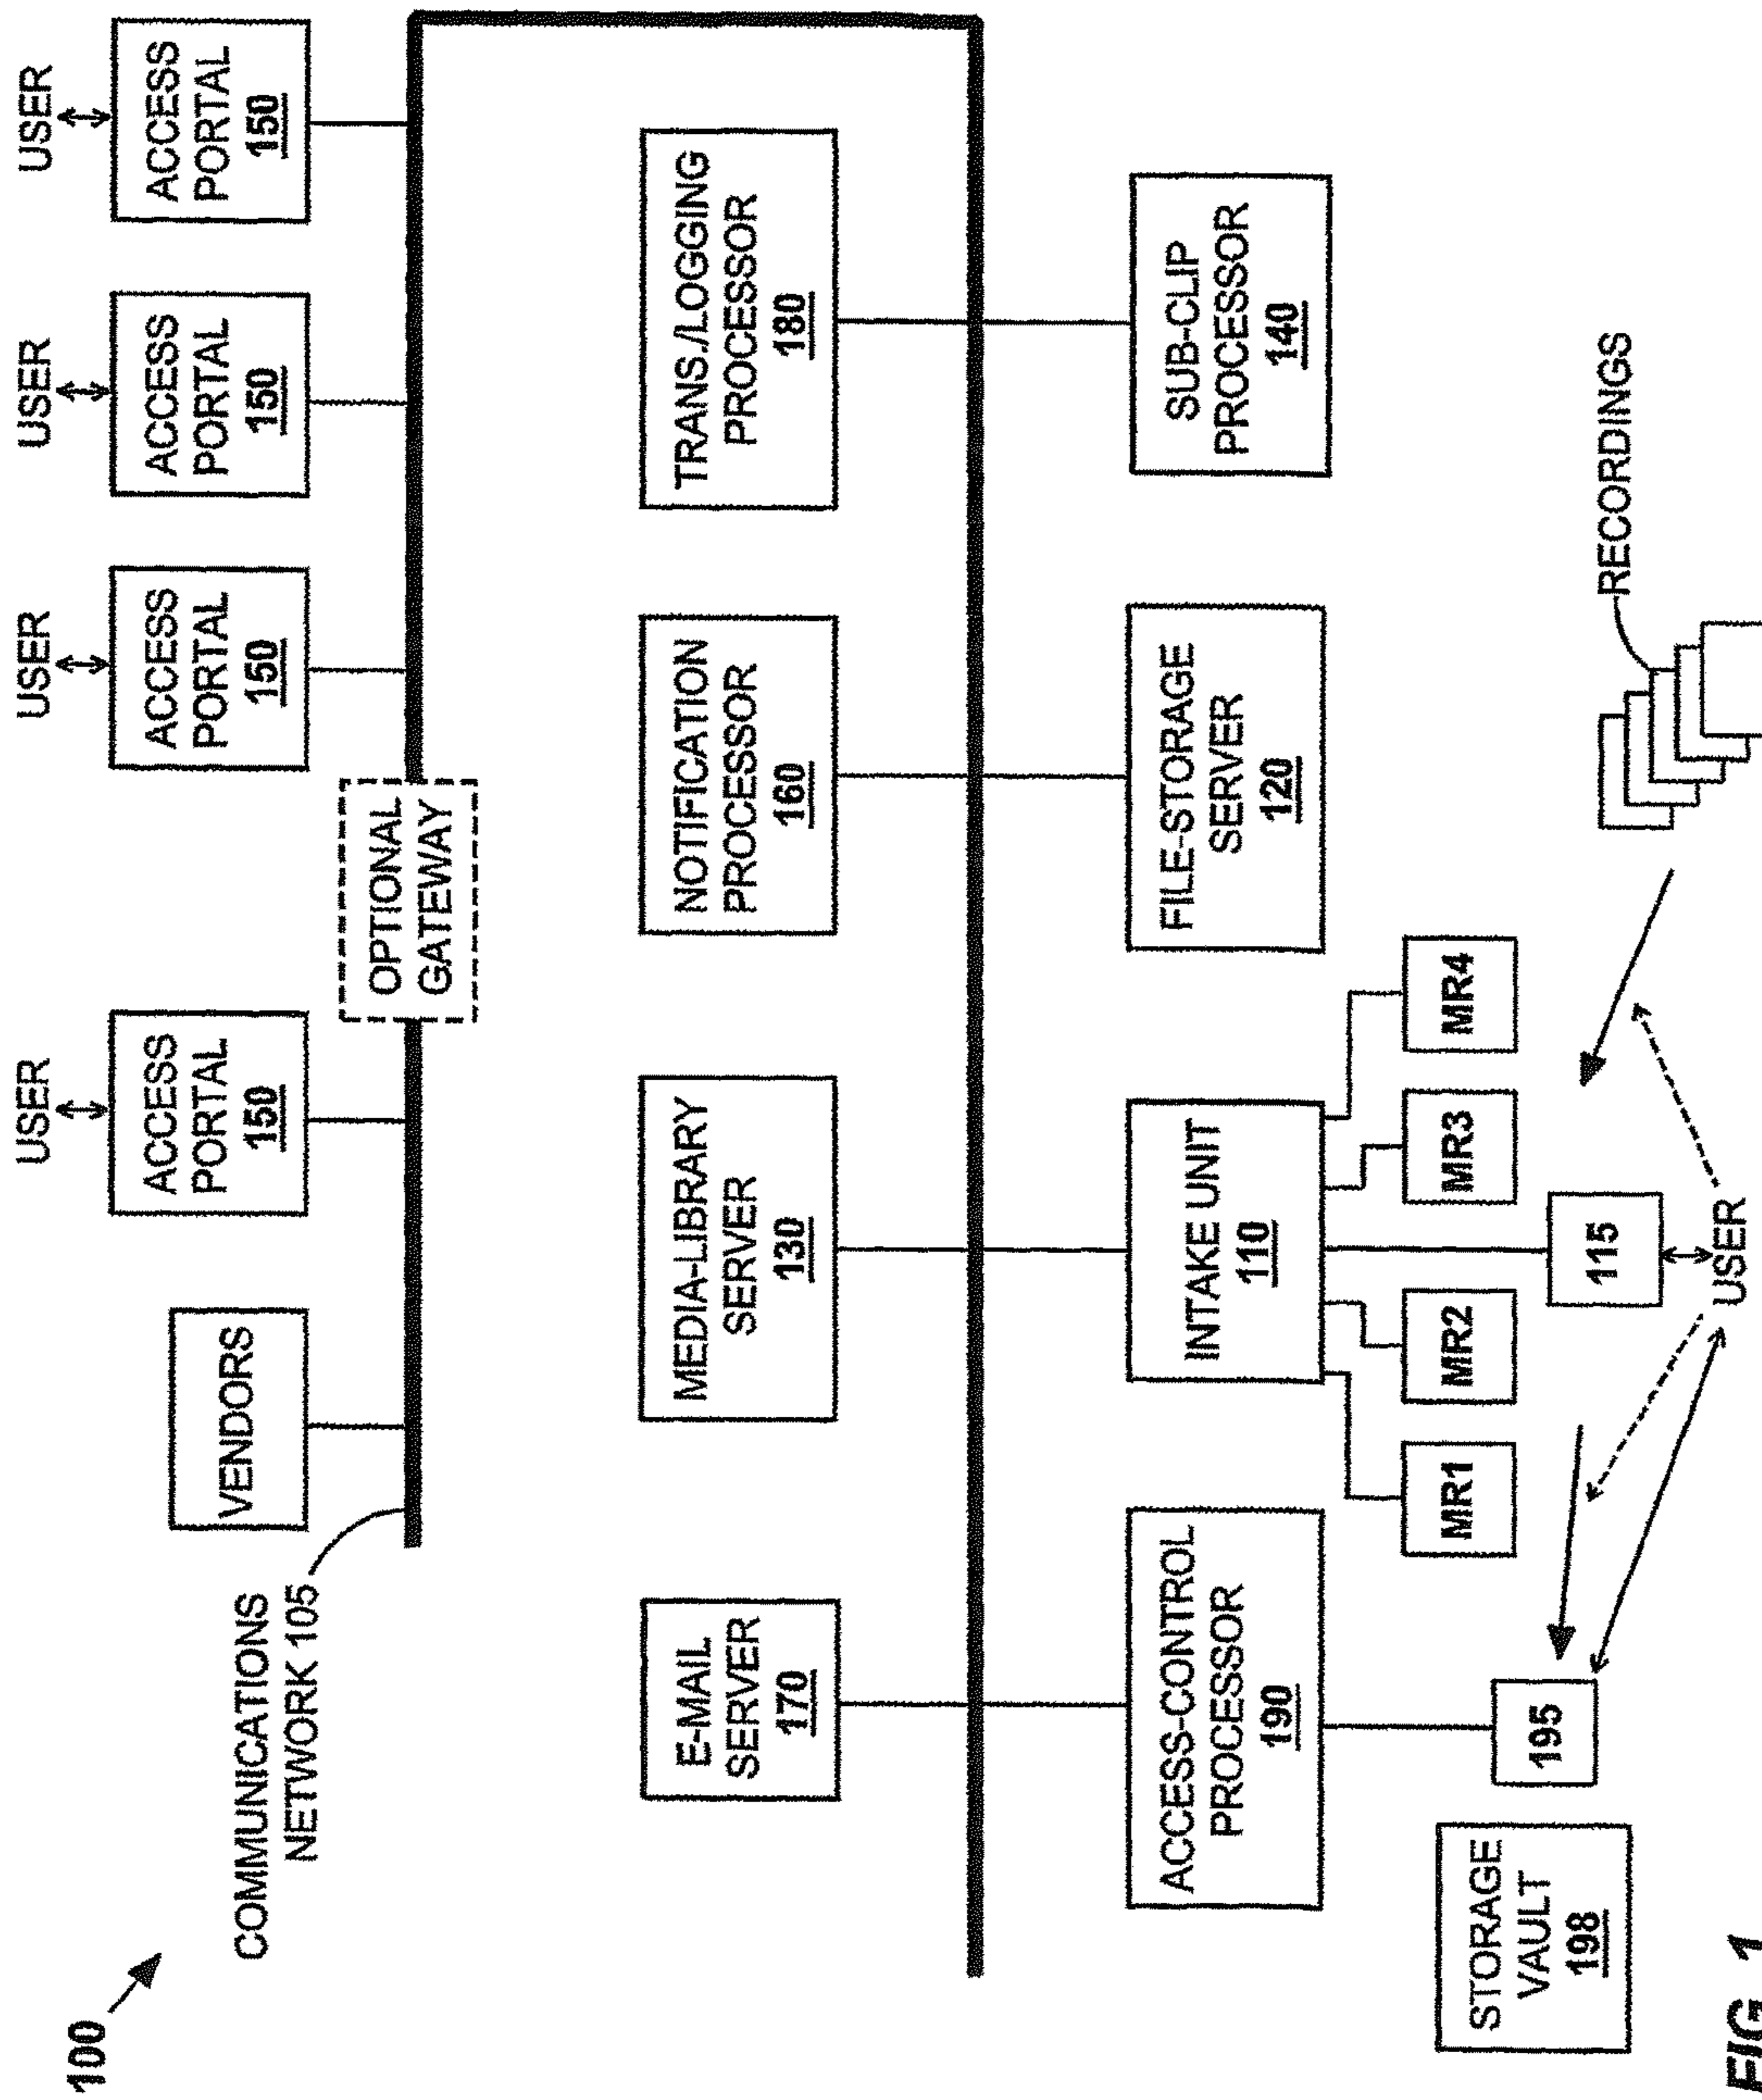 100
COMMUNICATIONS
NETWORK 105
VENDORS
USER
ACCESS
PORTAL
150
OPTIONAL
GATEWAY
USER
ACCESS
PORTAL
150
USER
ACCESS
PORTAL
150
USER
ACCESS
PORTAL
150
E-MAIL
SERVER
170
MEDIA-LIBRARY
SERVER
130
NOTIFICATION
PROCESSOR
160
TRANS./LOGGING
PROCESSOR
180
ACCESS-CONTROL
PROCESSOR
190
INTAKE UNIT
110
FILE-STORAGE
SERVER
120
SUB-CLIP
PROCESSOR
140
MR1
MR2
MR3
MR4
STORAGE
VAULT
198
195
115
USER
RECORDINGS
FIG. 1